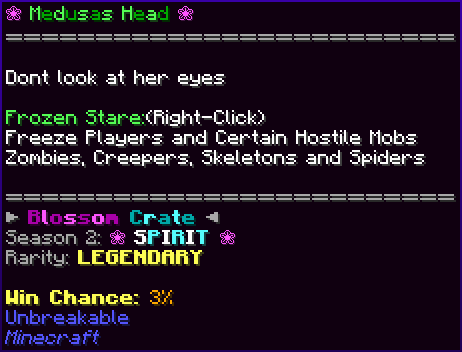 ❀ Medusas Head ❀
=================================
Dont look at her eyes
Frozen Stare:(Right-Click)
Freeze Players and Certain Hostile Mobs
Zombies, Creepers, Skeletons and Spiders
=================================
► Blossom Crate ◄
Season 2: ❀ SPIRIT ❀
Rarity: LEGENDARY
Win Chance: 3%
Unbreakable
Minecraft